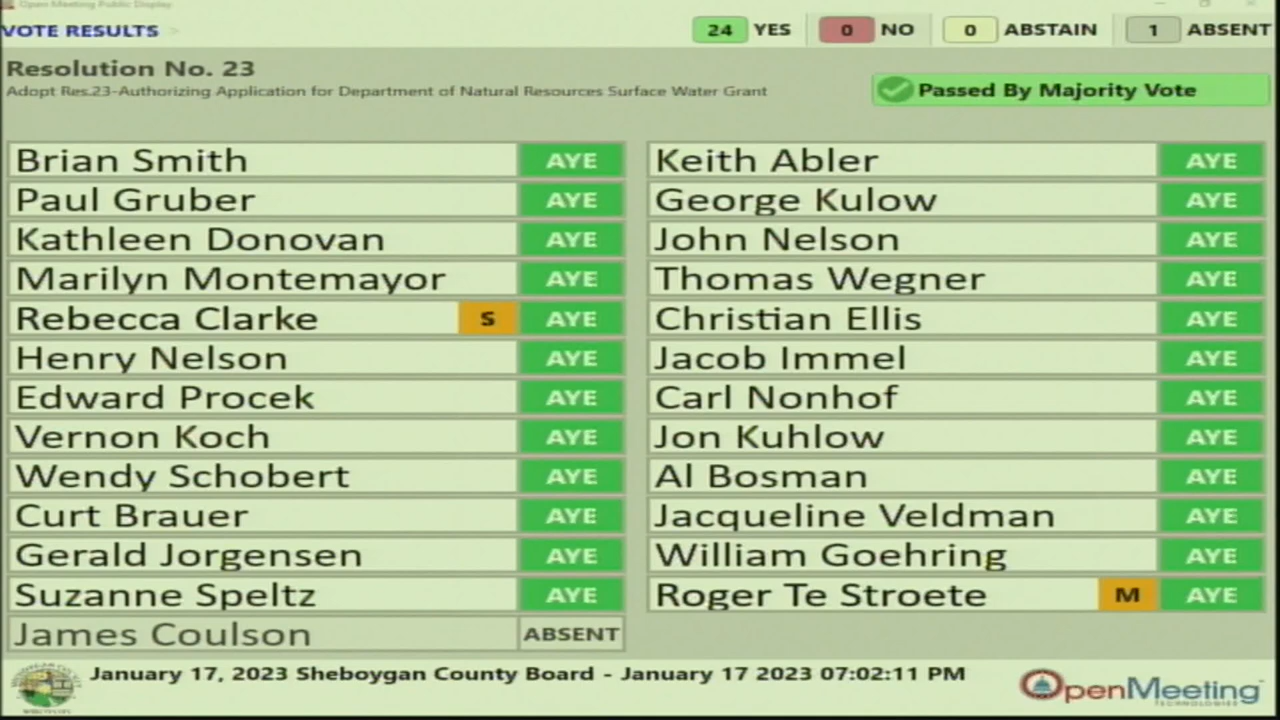 Open Meeting Public Display
VOTE RESULTS
24 YES 0 NO 0 ABSTAIN 1 ABSENT
Resolution No. 23
Adopt Res.23-Authorizing Application for Department of Natural Resources Surface Water Grant
Passed By Majority Vote
Brian Smith AYE
Paul Gruber AYE
Kathleen Donovan AYE
Marilyn Montemayor AYE
Rebecca Clarke S AYE
Henry Nelson AYE
Edward Procek AYE
Vernon Koch AYE
Wendy Schobert AYE
Curt Brauer AYE
Gerald Jorgensen AYE
Suzanne Speltz AYE
James Coulson ABSENT
Keith Abler AYE
George Kulow AYE
John Nelson AYE
Thomas Wegner AYE
Christian Ellis AYE
Jacob Immel AYE
Carl Nonhof AYE
Jon Kuhlow AYE
Al Bosman AYE
Jacqueline Veldman AYE
William Goehring AYE
Roger Te Stroete M AYE
January 17, 2023 Sheboygan County Board - January 17 2023 07:02:11 PM
OpenMeeting
TECHNOLOGIES